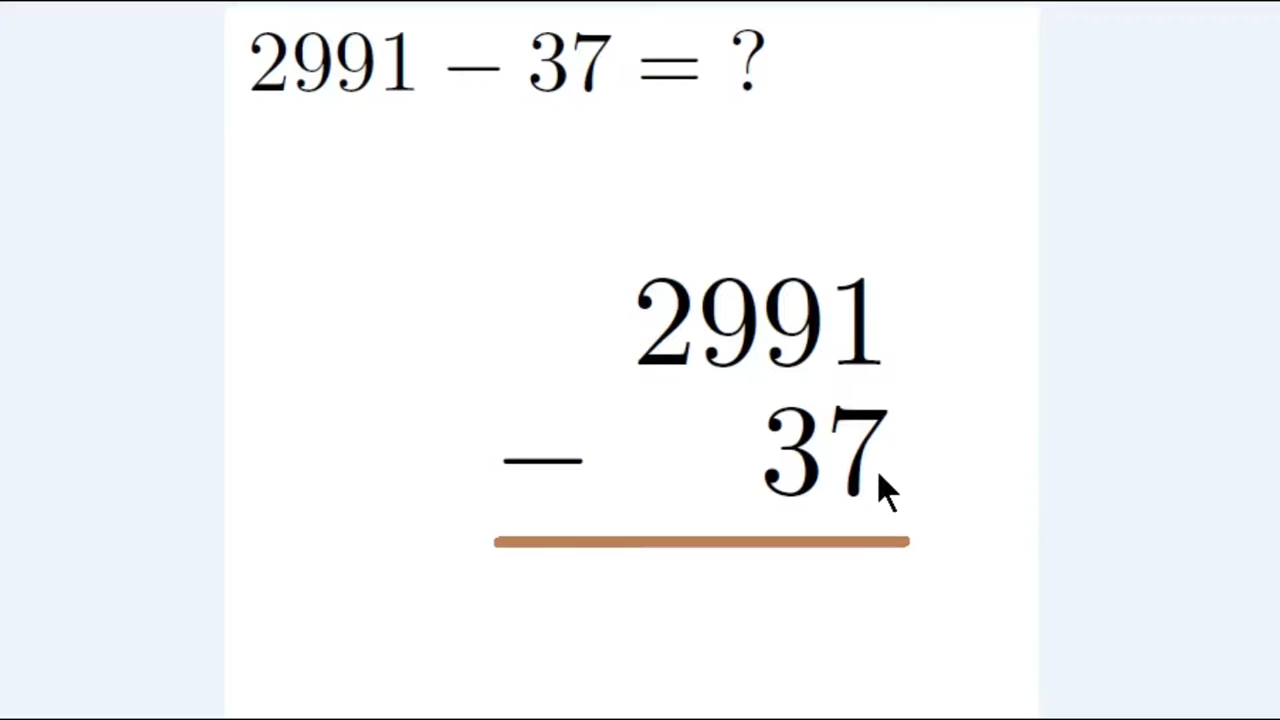 2991 − 37 = ?
2991
− 37